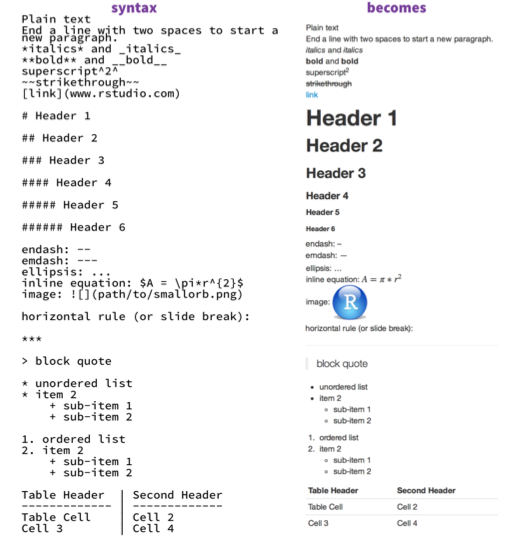 syntax
Plain text
End a line with two spaces to start a
new paragraph.
*italics* and _italics_
**bold** and __bold__
superscript^2^
~~strikethrough~~
[link](www.rstudio.com)
# Header 1
## Header 2
### Header 3
#### Header 4
##### Header 5
###### Header 6
endash: --
emdash: ---
ellipsis: ...
inline equation: $A = \pi*r^{2}$
image: ![](path/to/smallorb.png)
horizontal rule (or slide break):
***
> block quote
* unordered list
* item 2
    + sub-item 1
    + sub-item 2
1. ordered list
2. item 2
    + sub-item 1
    + sub-item 2
Table Header | Second Header
------------- | -------------
Table Cell | Cell 2
Cell 3 | Cell 4
becomes
Plain text
End a line with two spaces to start a new paragraph.
italics and italics
bold and bold
superscript²
strikethrough
link
Header 1
Header 2
Header 3
Header 4
Header 5
Header 6
endash: –
emdash: —
ellipsis: …
inline equation: A = π * r²
image: R
horizontal rule (or slide break):
block quote
• unordered list
• item 2
    ◦ sub-item 1
    ◦ sub-item 2
1. ordered list
2. item 2
    ◦ sub-item 1
    ◦ sub-item 2
Table Header Second Header
Table Cell Cell 2
Cell 3 Cell 4